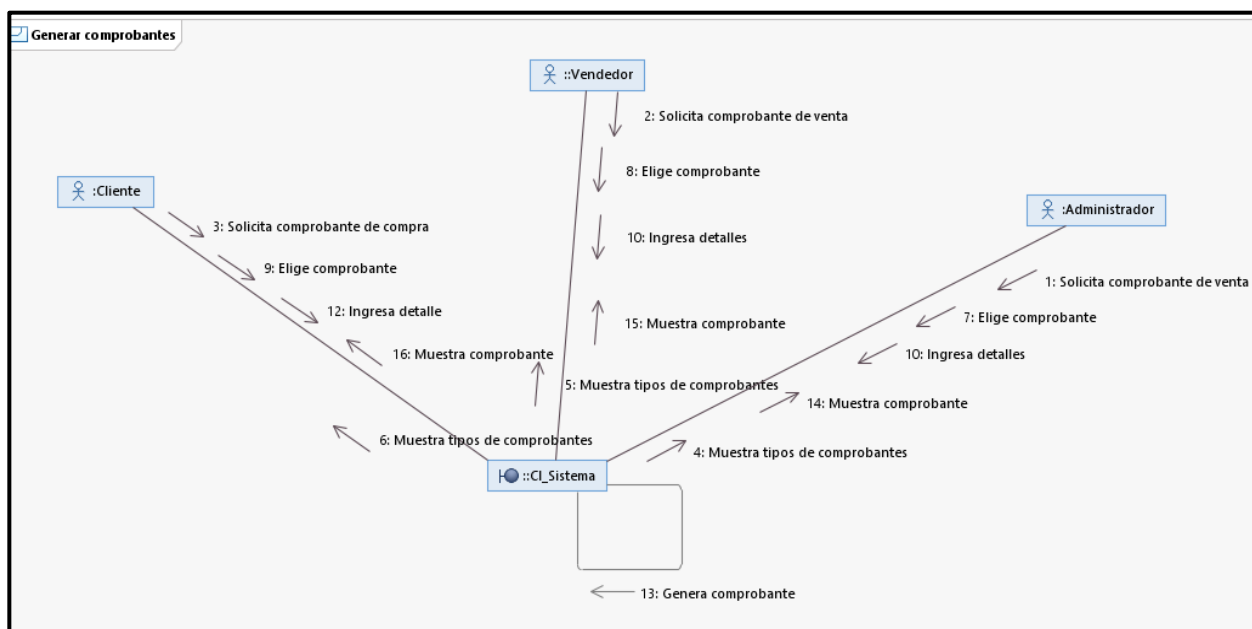 Generar comprobantes
::Vendedor
2: Solicita comprobante de venta
8: Elige comprobante
:Cliente
:Administrador
3: Solicita comprobante de compra
10: Ingresa detalles
9: Elige comprobante
1: Solicita comprobante de venta
12: Ingresa detalle
15: Muestra comprobante
7: Elige comprobante
16: Muestra comprobante
10: Ingresa detalles
5: Muestra tipos de comprobantes
14: Muestra comprobante
6: Muestra tipos de comprobantes
4: Muestra tipos de comprobantes
::CI_Sistema
13: Genera comprobante